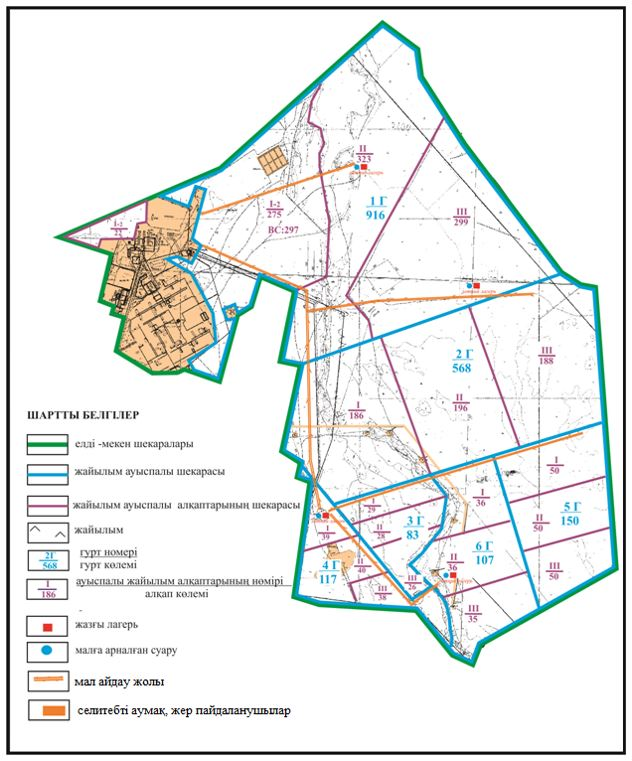 II
323
I-2
275
ВС:297
1 Г
916
III
299
I-2
22
2 Г
568
III
188
I
186
II
196
I
50
I
36
I
29
3 Г
83
5 Г
150
II
50
II
28
I
39
6 Г
107
4 Г
117
II
40
II
36
III
50
III
26
III
38
III
35
ШАРТТЫ БЕЛГІЛЕР
елді -мекен шекаралары
жайылым ауыспалы шекарасы
жайылым ауыспалы алқаптарының шекарасы
жайылым
2Г
568
гурт номері
гурт көлемі
I
186
ауыспалы жайылым алқаптарының нөмірі
алқап көлемі
жазғы лагерь
малға арналған суару
мал айдау жолы
селитебті аумақ, жер пайдаланушылар